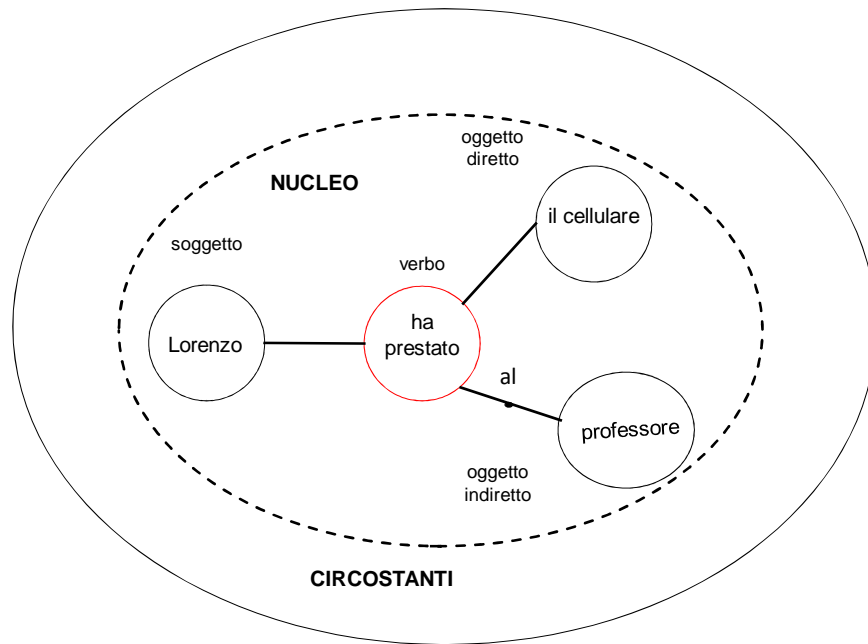 oggetto
diretto
NUCLEO
il cellulare
soggetto
verbo
Lorenzo
ha
prestato
al
professore
oggetto
indiretto
CIRCOSTANTI